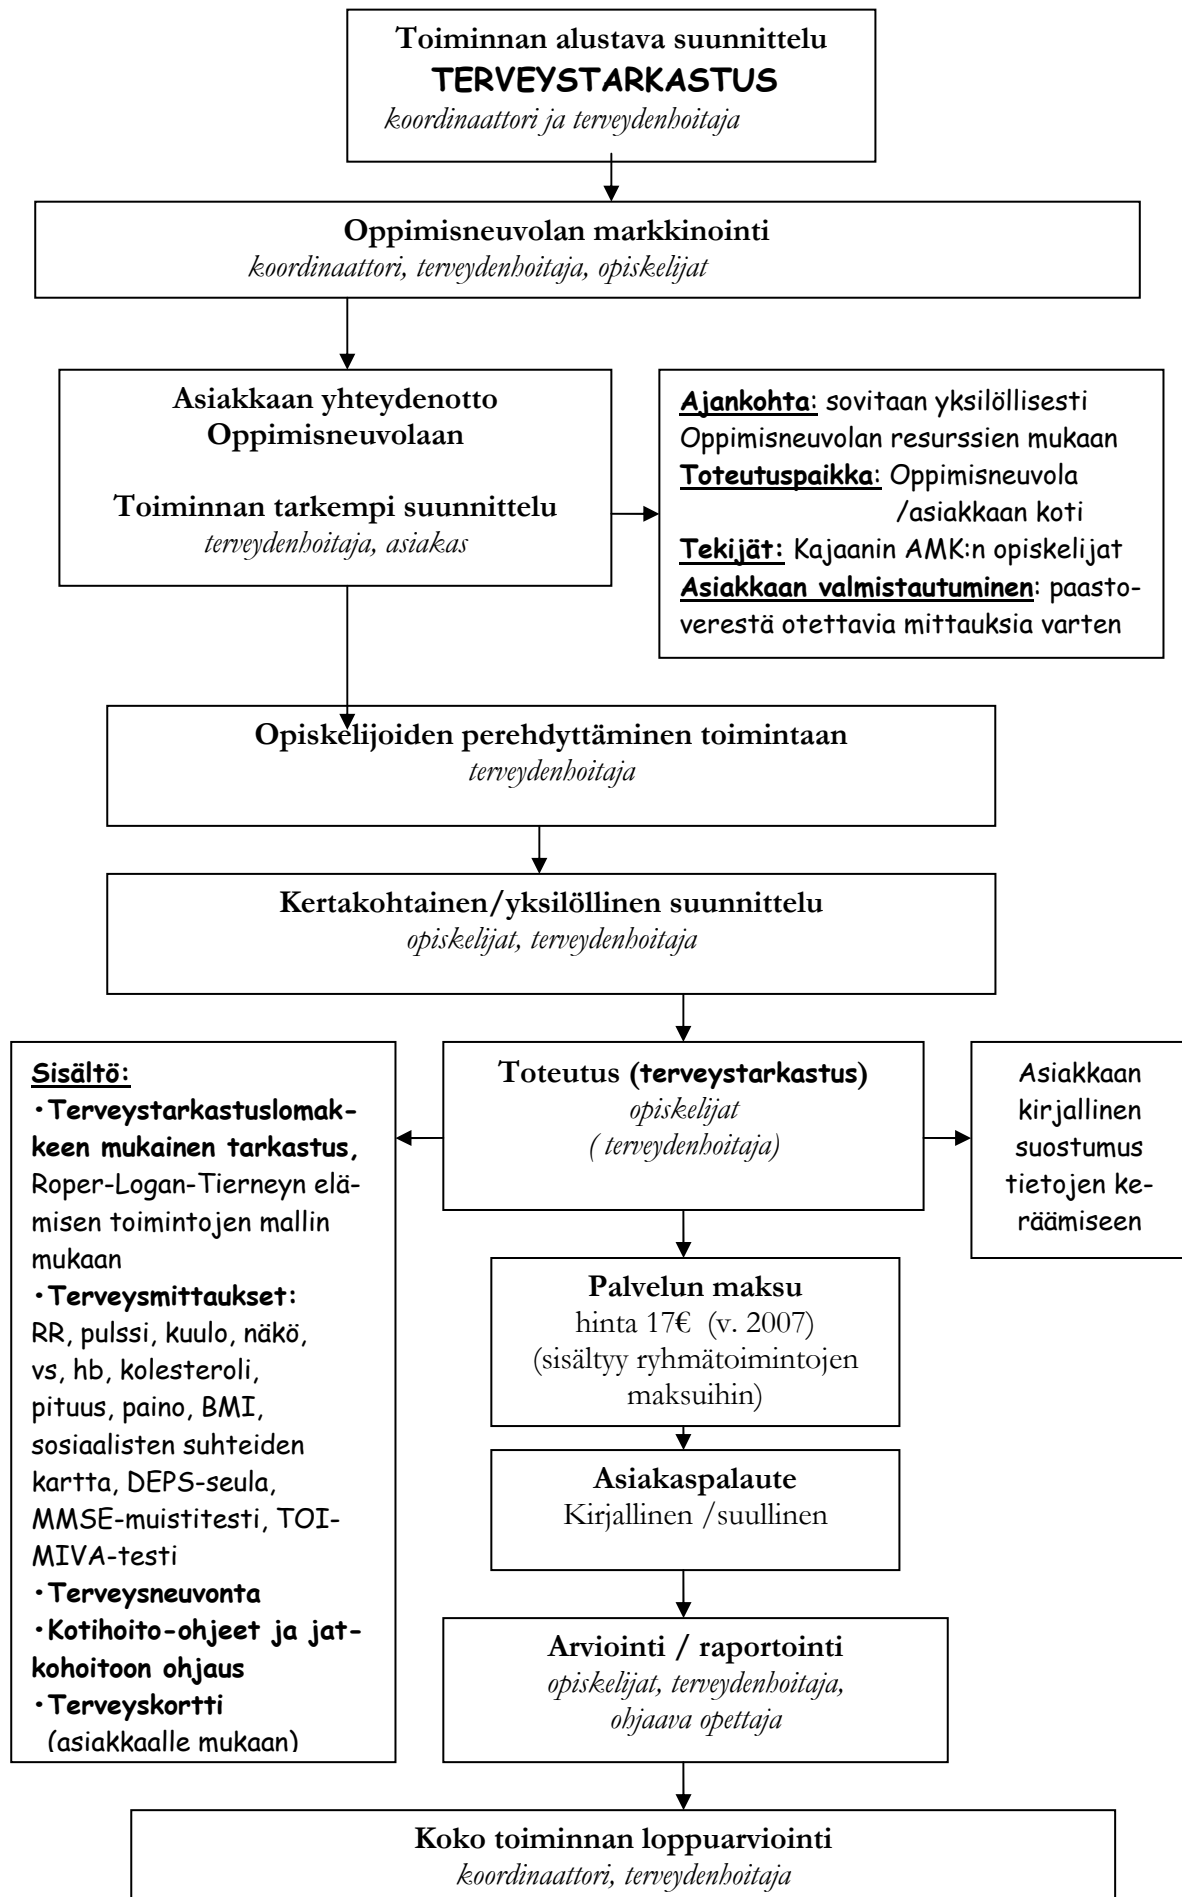 Toiminnan alustava suunnittelu
TERVEYSTARKASTUS
koordinaattori ja terveydenhoitaja
Oppimisneuvolan markkinointi
koordinaattori, terveydenhoitaja, opiskelijat
Asiakkaan yhteydenotto
Oppimisneuvolaan
Toiminnan tarkempi suunnittelu
terveydenhoitaja, asiakas
Ajankohta: sovitaan yksilöllisesti
Oppimisneuvolan resurssien mukaan
Toteutuspaikka: Oppimisneuvola
/asiakkaan koti
Tekijät: Kajaanin AMK:n opiskelijat
Asiakkaan valmistautuminen: paasto-
verestä otettavia mittauksia varten
Opiskelijoiden perehdyttäminen toimintaan
terveydenhoitaja
Kertakohtainen/yksilöllinen suunnittelu
opiskelijat, terveydenhoitaja
Sisältö:
• Terveystarkastuslomak-
keen mukainen tarkastus,
Roper-Logan-Tierneyn elä-
misen toimintojen mallin
mukaan
• Terveysmittaukset:
RR, pulssi, kuulo, näkö,
vs, hb, kolesteroli,
pituus, paino, BMI,
sosiaalisten suhteiden
kartta, DEPS-seula,
MMSE-muistitesti, TOI-
MIVA-testi
• Terveysneuvonta
• Kotihoito-ohjeet ja jat-
kohoitoon ohjaus
• Terveyskortti
(asiakkaalle mukaan)
Toteutus (terveystarkastus)
opiskelijat
( terveydenhoitaja)
Asiakkaan
kirjallinen
suostumus
tietojen ke-
räämiseen
Palvelun maksu
hinta 17€ (v. 2007)
(sisältyy ryhmätoimintojen
maksuihin)
Asiakaspalaute
Kirjallinen /suullinen
Arviointi / raportointi
opiskelijat, terveydenhoitaja,
ohjaava opettaja
Koko toiminnan loppuarviointi
koordinaattori, terveydenhoitaja